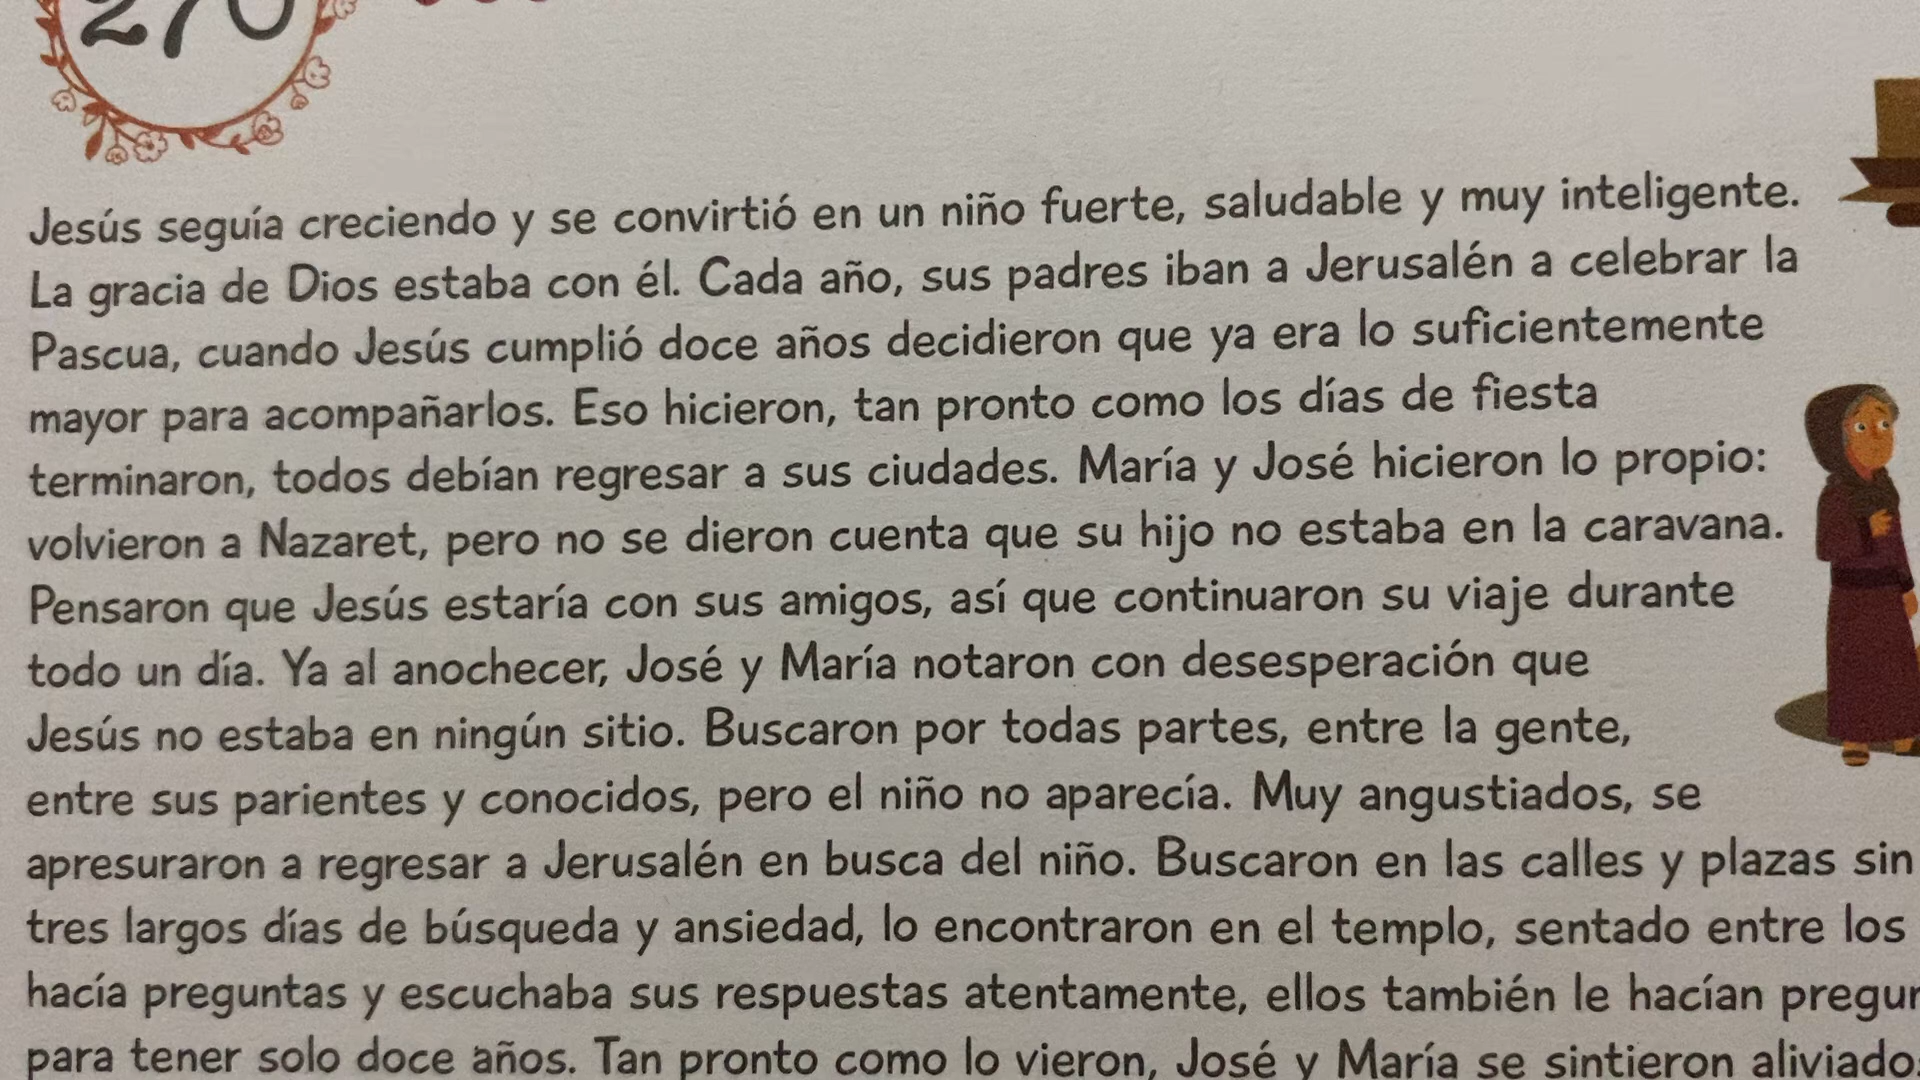 270
Jesús seguía creciendo y se convirtió en un niño fuerte, saludable y muy inteligente.
La gracia de Dios estaba con él. Cada año, sus padres iban a Jerusalén a celebrar la
Pascua, cuando Jesús cumplió doce años decidieron que ya era lo suficientemente
mayor para acompañarlos. Eso hicieron, tan pronto como los días de fiesta
terminaron, todos debían regresar a sus ciudades. María y José hicieron lo propio:
volvieron a Nazaret, pero no se dieron cuenta que su hijo no estaba en la caravana.
Pensaron que Jesús estaría con sus amigos, así que continuaron su viaje durante
todo un día. Ya al anochecer, José y María notaron con desesperación que
Jesús no estaba en ningún sitio. Buscaron por todas partes, entre la gente,
entre sus parientes y conocidos, pero el niño no aparecía. Muy angustiados, se
apresuraron a regresar a Jerusalén en busca del niño. Buscaron en las calles y plazas sin
tres largos días de búsqueda y ansiedad, lo encontraron en el templo, sentado entre los
hacía preguntas y escuchaba sus respuestas atentamente, ellos también le hacían
para tener solo doce años. Tan pronto como lo vieron, José y María se sintieron